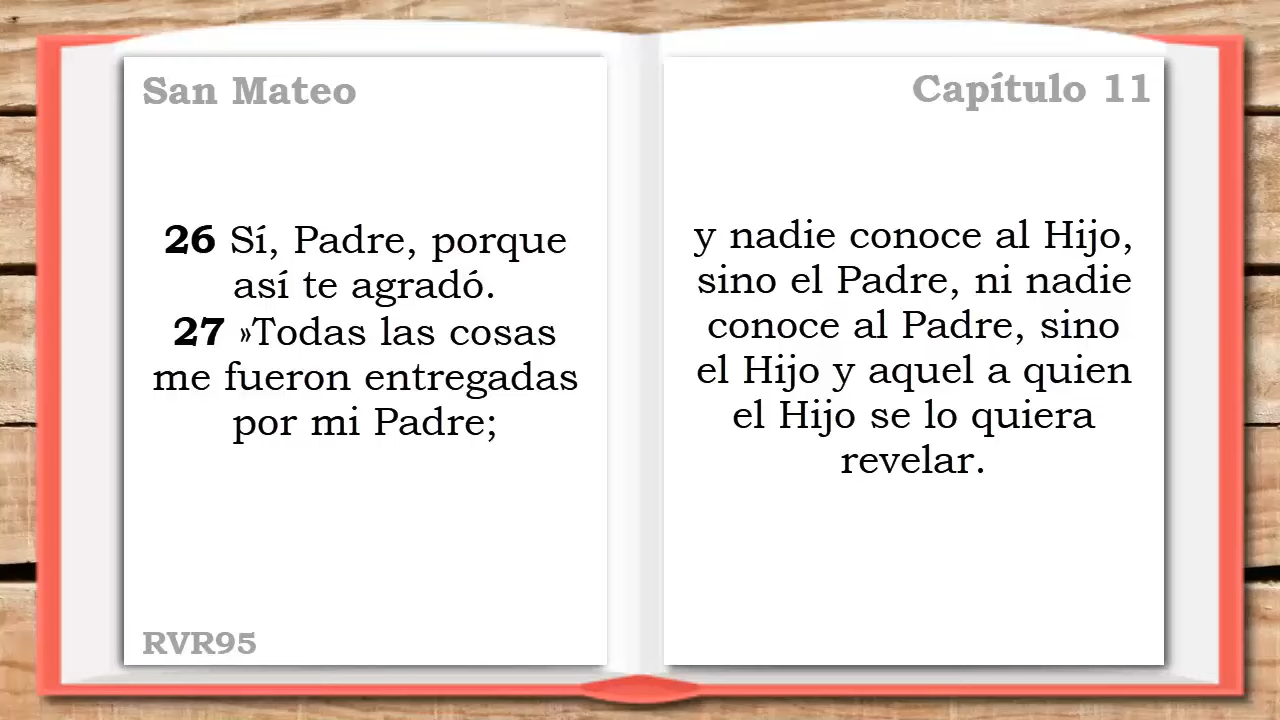 San Mateo
26 Sí, Padre, porque
así te agradó.
27 »Todas las cosas
me fueron entregadas
por mi Padre;
RVR95
Capítulo 11
y nadie conoce al Hijo,
sino el Padre, ni nadie
conoce al Padre, sino
el Hijo y aquel a quien
el Hijo se lo quiera
revelar.